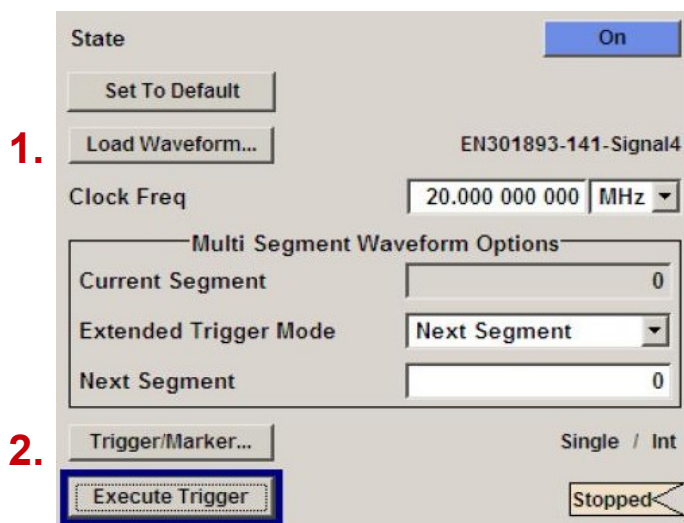 State On
Set To Default
1. Load Waveform... EN301893-141-Signal4
Clock Freq 20.000 000 000 MHz
Multi Segment Waveform Options
Current Segment 0
Extended Trigger Mode Next Segment
Next Segment 0
2. Trigger/Marker... Single / Int
Execute Trigger Stopped